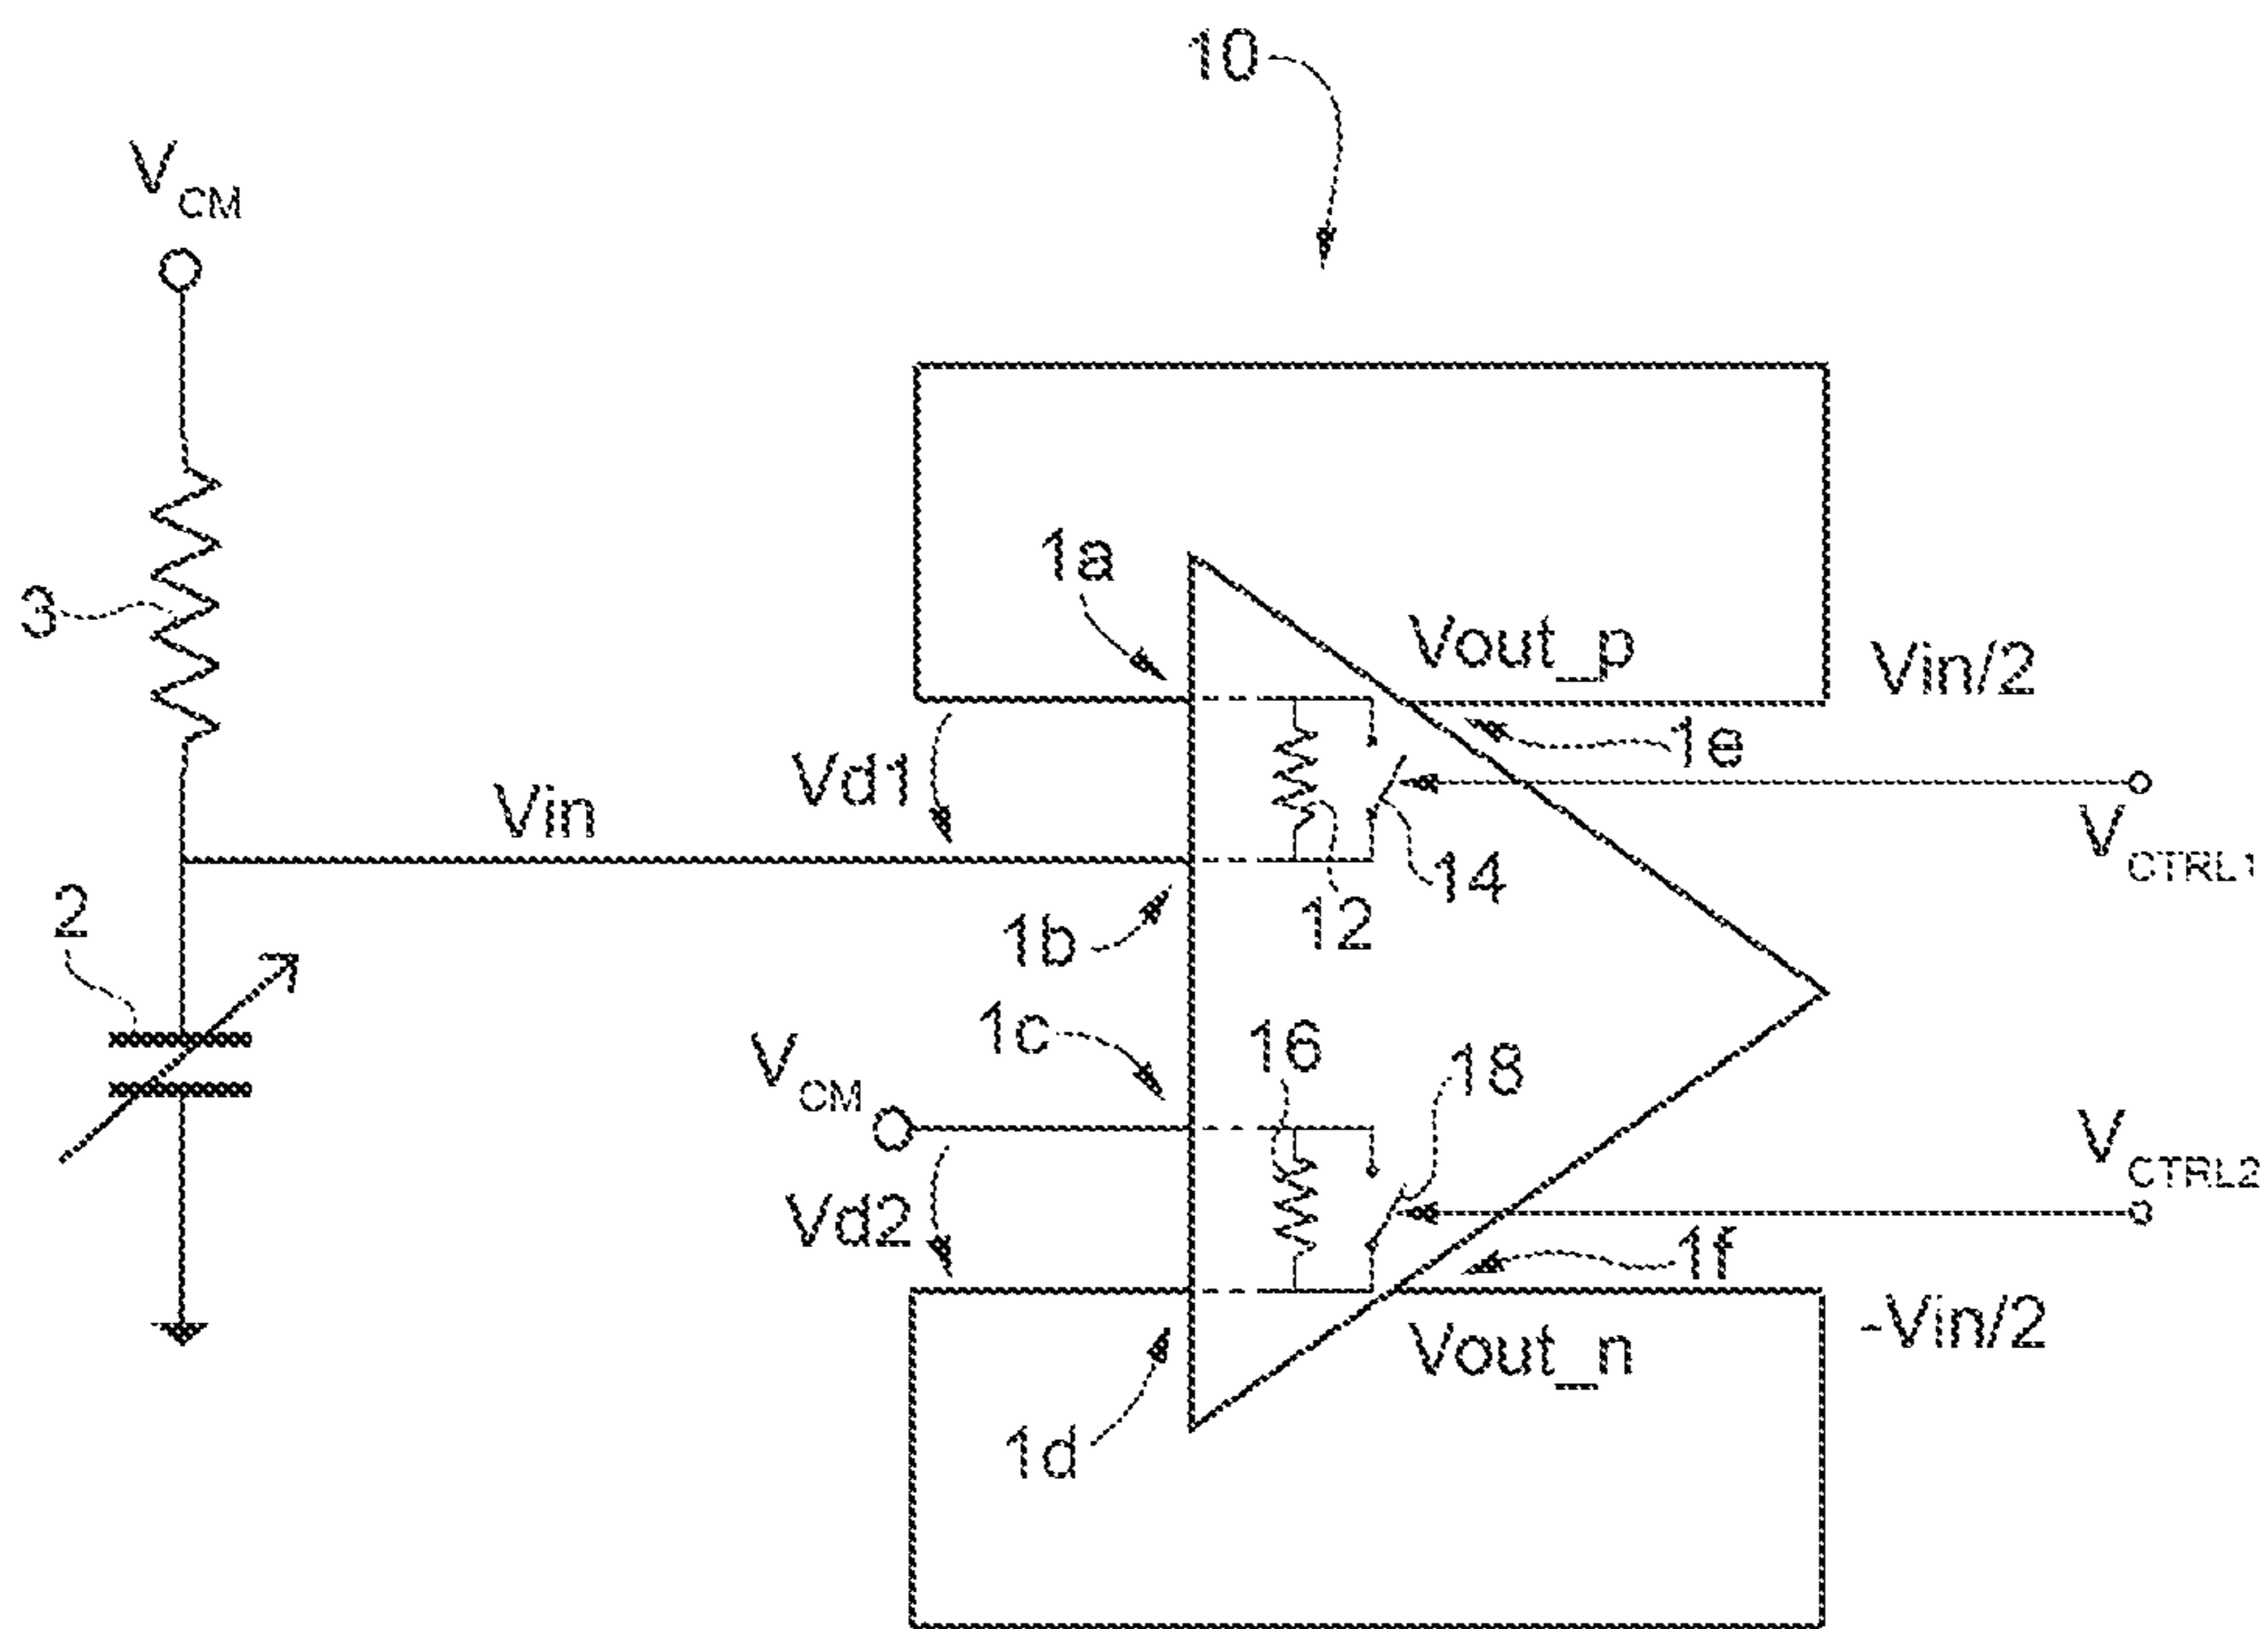 10
V_CM
3
1a
Vout_p
Vin/2
1e
Vd1
Vin
V_CTRL1
14
12
2
1b
1c
16
18
V_CM
V_CTRL2
Vd2
1f
-Vin/2
Vout_n
1d